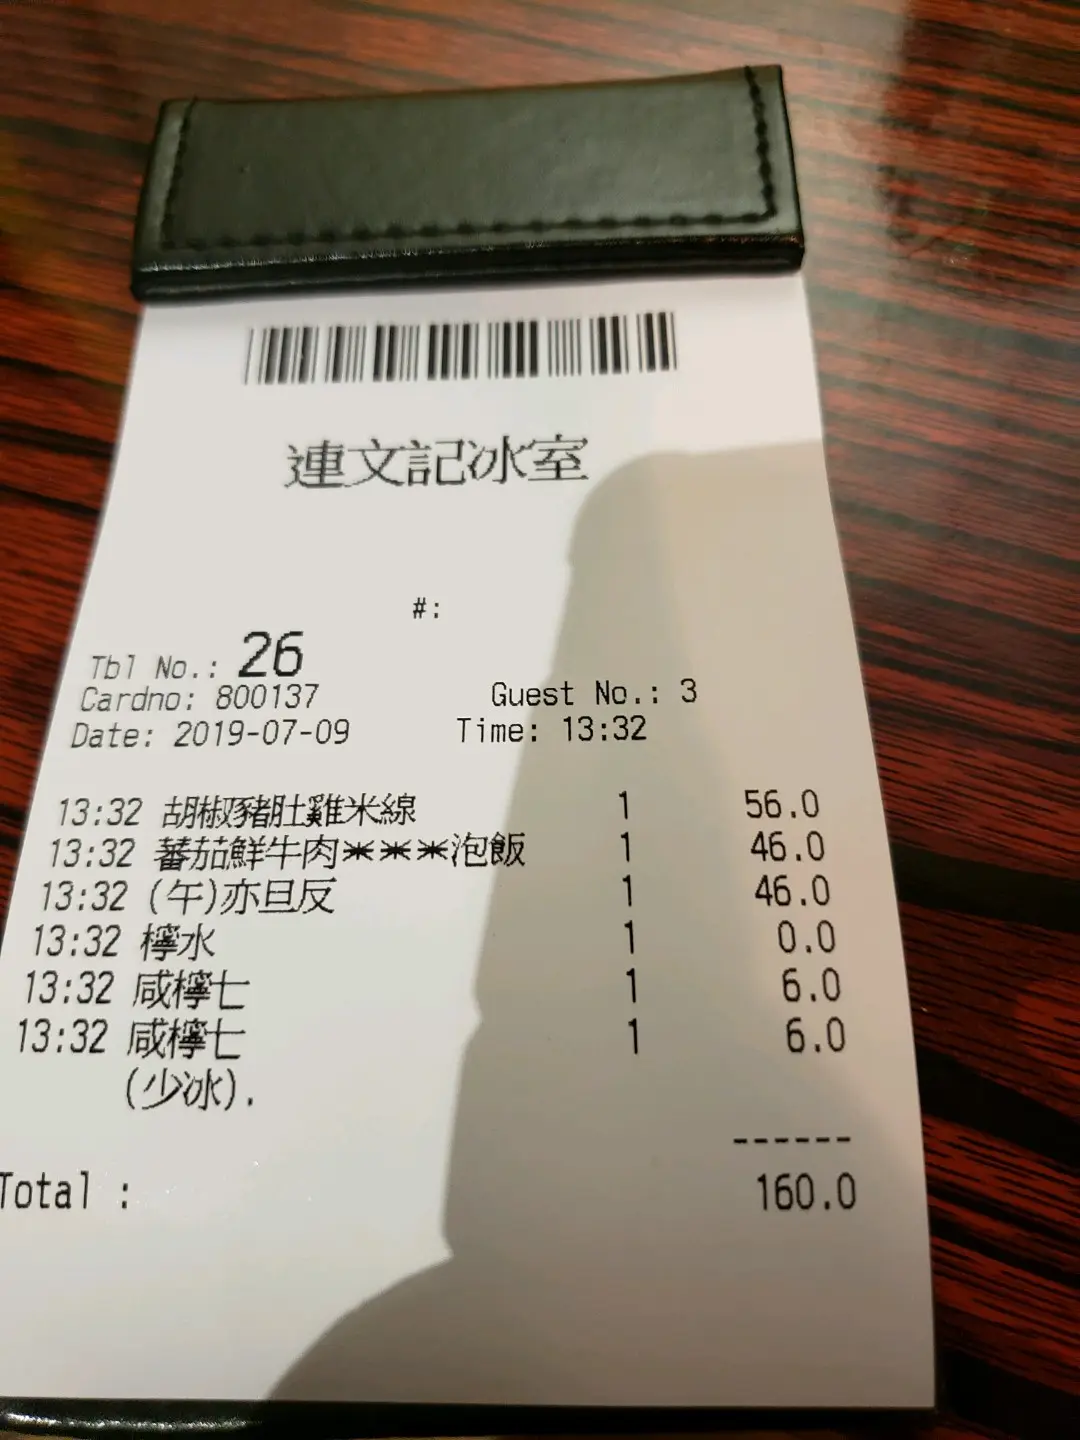 連文記冰室
#:
Tbl No.: 26
Cardno: 800137 Guest No.: 3
Date: 2019-07-09 Time: 13:32
13:32 胡椒豬肚雞米線 1 56.0
13:32 蕃茄鮮牛肉***泡飯 1 46.0
13:32 (午)亦旦反 1 46.0
13:32 檸水 1 0.0
13:32 咸檸七 1 6.0
13:32 咸檸七 1 6.0
(少冰).
------
Total : 160.0